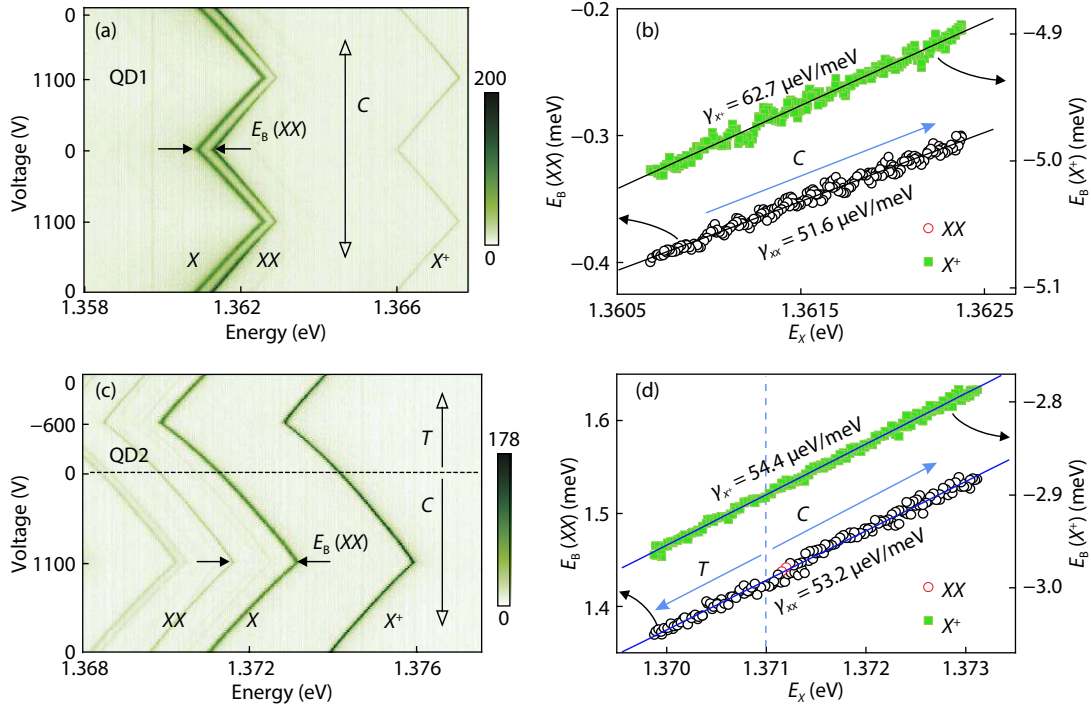 (a)
QD1
C
E_B (XX)
X
XX
X⁺
Voltage (V)
0
1100
0
1100
0
1.358
1.362
1.366
Energy (eV)
200
0
(b)
γ_x⁺ = 62.7 μeV/meV
C
γ_xx = 51.6 μeV/meV
XX
X⁺
E_B (XX) (meV)
−0.2
−0.3
−0.4
E_B (X⁺) (meV)
−4.9
−5.0
−5.1
1.3605
1.3615
1.3625
E_X (eV)
(c)
QD2
T
C
E_B (XX)
XX
X
X⁺
Voltage (V)
0
−600
0
1100
0
1.368
1.372
1.376
Energy (eV)
178
0
(d)
γ_x⁺ = 54.4 μeV/meV
C
T
γ_xx = 53.2 μeV/meV
XX
X⁺
E_B (XX) (meV)
1.6
1.5
1.4
E_B (X⁺) (meV)
−2.8
−2.9
−3.0
1.370
1.371
1.372
1.373
E_X (eV)